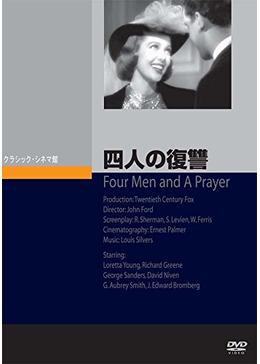 クラシック・シネマ館
四人の復讐
Four Men and A Prayer
Production: Twentieth Century Fox
Director: John Ford
Screenplay: R. Sherman, S. Levien, W. Ferris
Cinematography: Ernest Palmer
Music: Louis Silvers
Starring:
Loretta Young, Richard Greene
George Sanders, David Niven
G. Aubrey Smith, J. Edward Bromberg
DVD
VIDEO